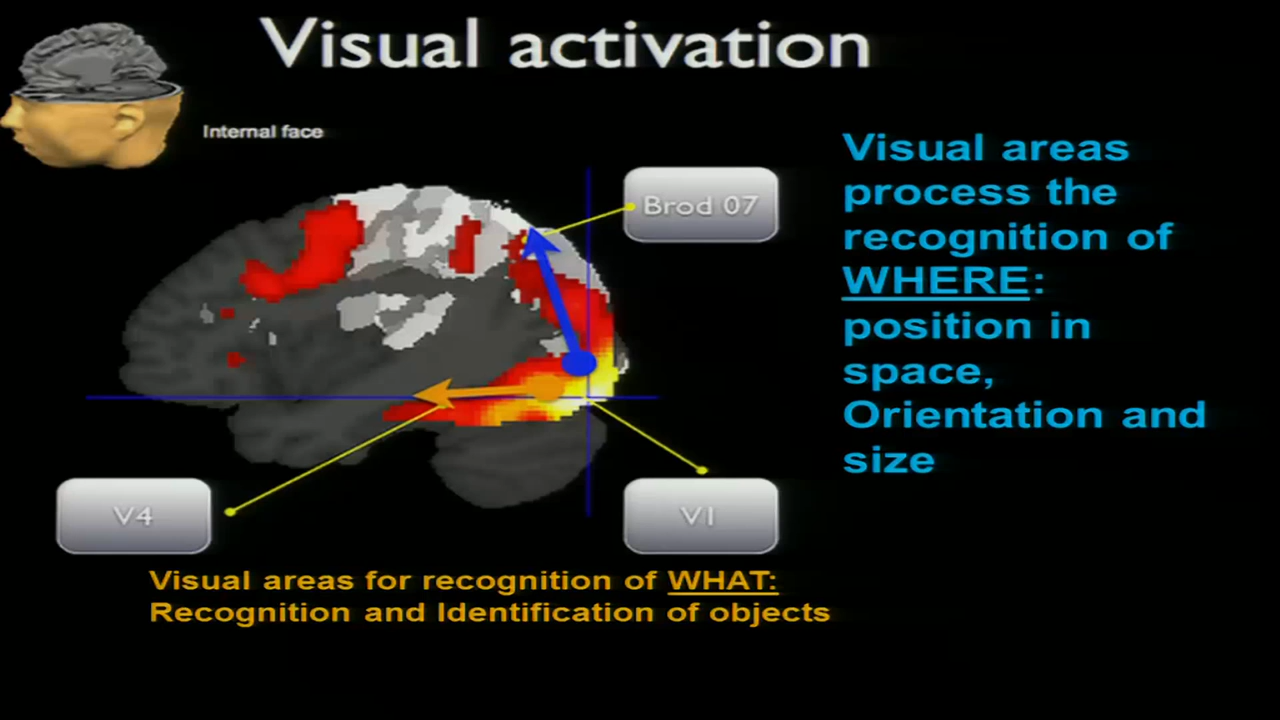 Visual activation
Internal face
Brod 07
Visual areas
process the
recognition of
WHERE:
position in
space,
Orientation and
size
V4
V1
Visual areas for recognition of WHAT:
Recognition and Identification of objects